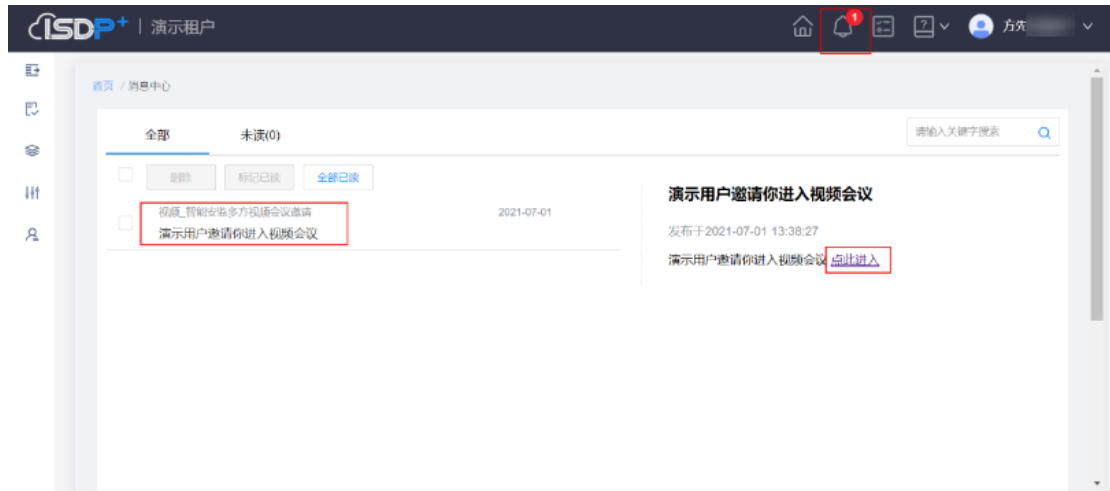 ISDP+ | 演示租户
1
方先
首页 / 消息中心
全部 未读(0)
请输入关键字搜索
删除 标记已读 全部已读
视频_智能安监多方视频会议邀请 2021-07-01
演示用户邀请你进入视频会议
演示用户邀请你进入视频会议
发布于2021-07-01 13:38:27
演示用户邀请你进入视频会议 点此进入